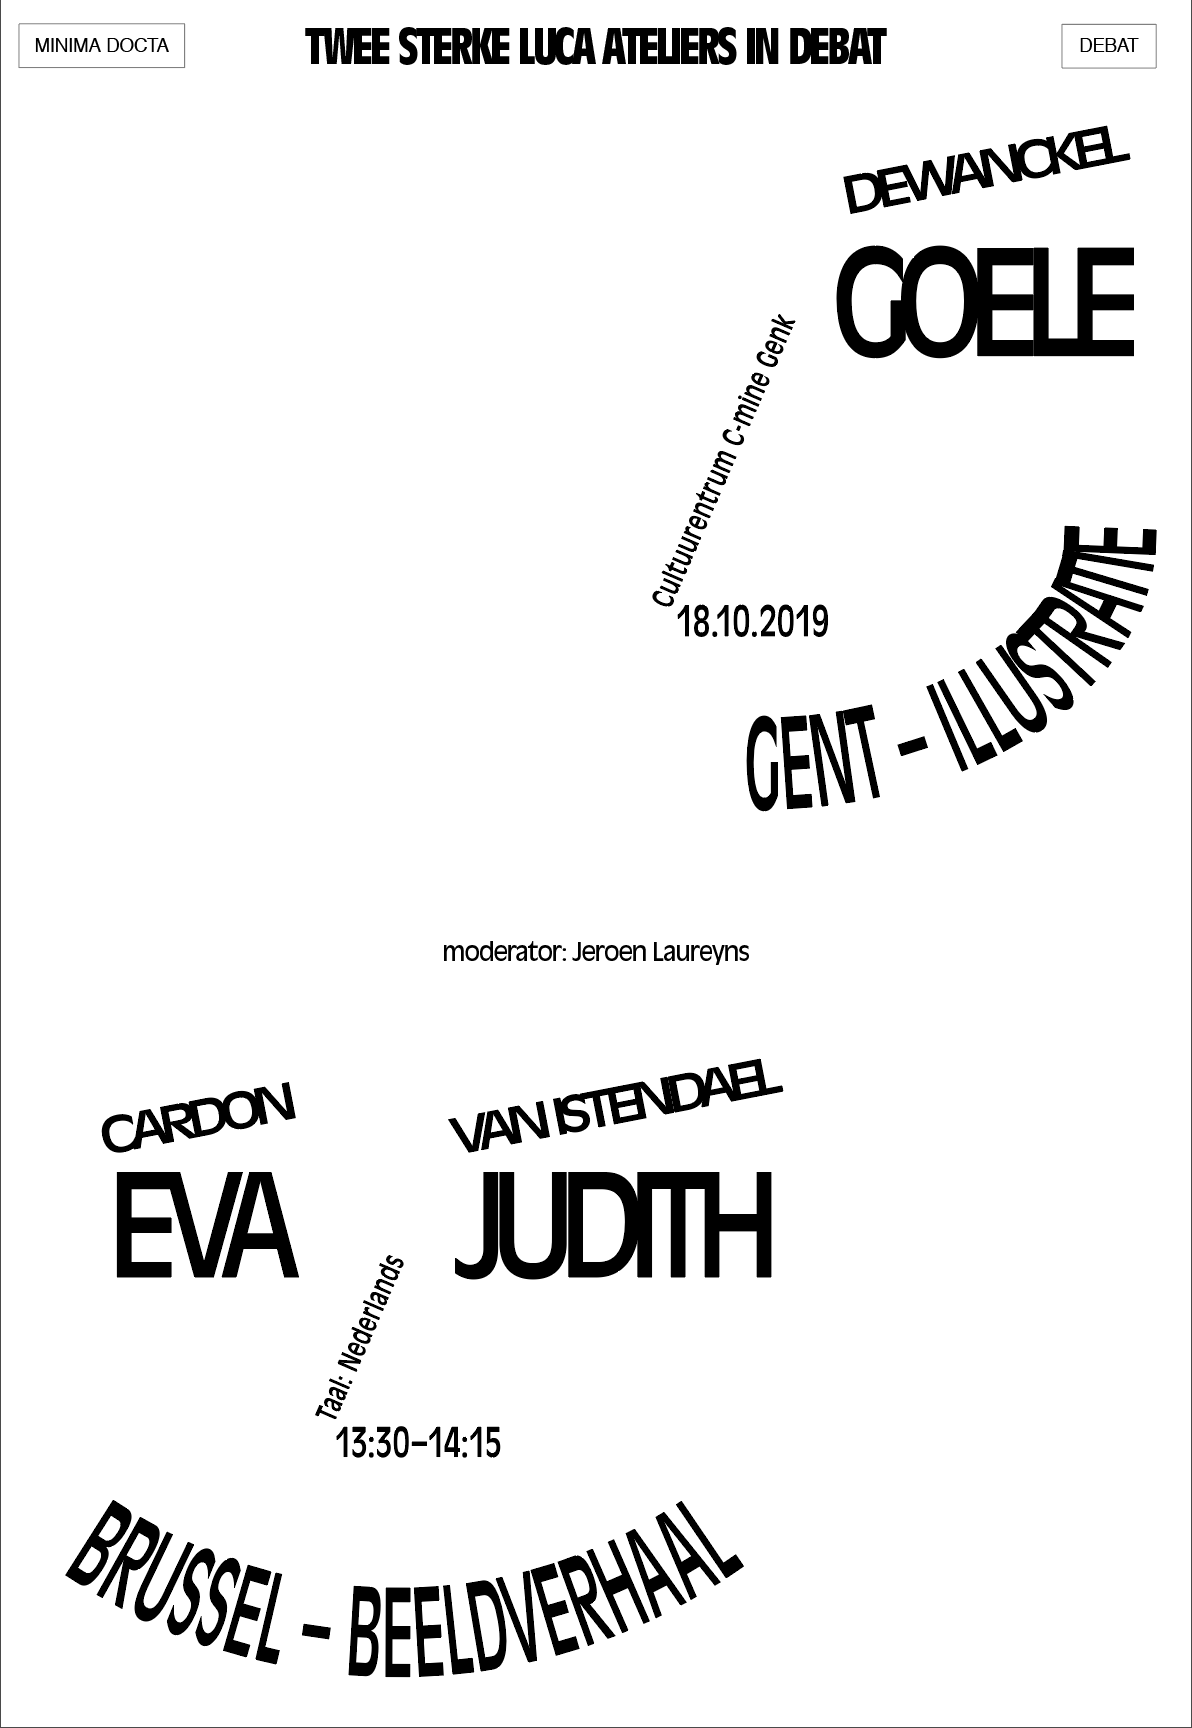 MINIMA DOCTA
TWEE STERKE LUCA ATELIERS IN DEBAT
DEBAT
DEWANCKEL
GOELE
Cultuurentrum C-mine Genk
18.10.2019
GENT – ILLUSTRATIE
moderator: Jeroen Laureyns
CARDON
EVA
VAN ISTENDAEL
JUDITH
Taal: Nederlands
13:30–14:15
BRUSSEL – BEELDVERHAAL